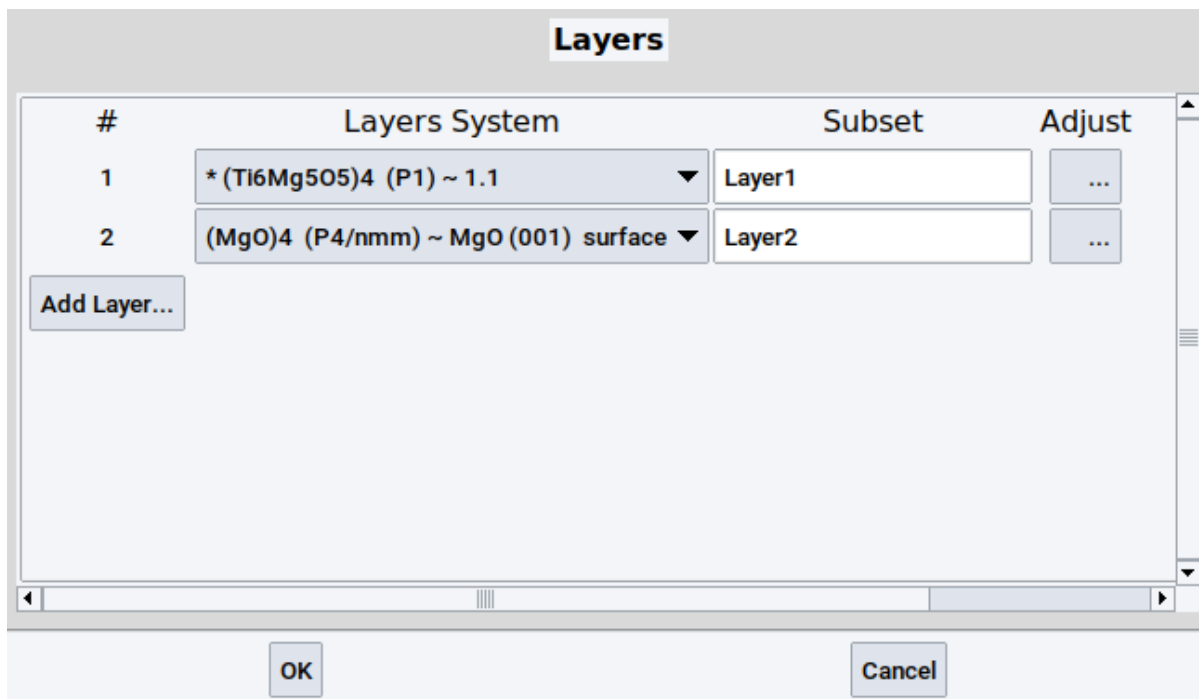 Layers
# Layers System Subset Adjust
1 * (Ti6Mg5O5)4 (P1) ~ 1.1 Layer1 ...
2 (MgO)4 (P4/nmm) ~ MgO (001) surface Layer2 ...
Add Layer...
OK Cancel